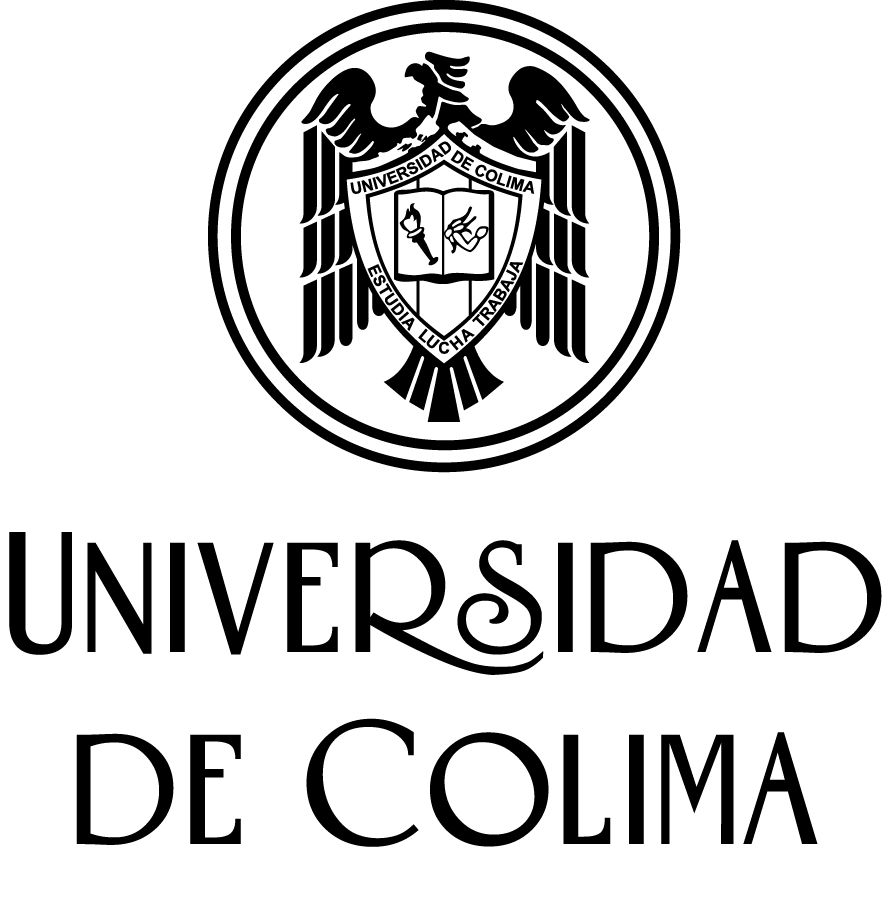 UNIVERSIDAD DE COLIMA
ESTUDIA LUCHA TRABAJA
UNIVERSIDAD
DE COLIMA